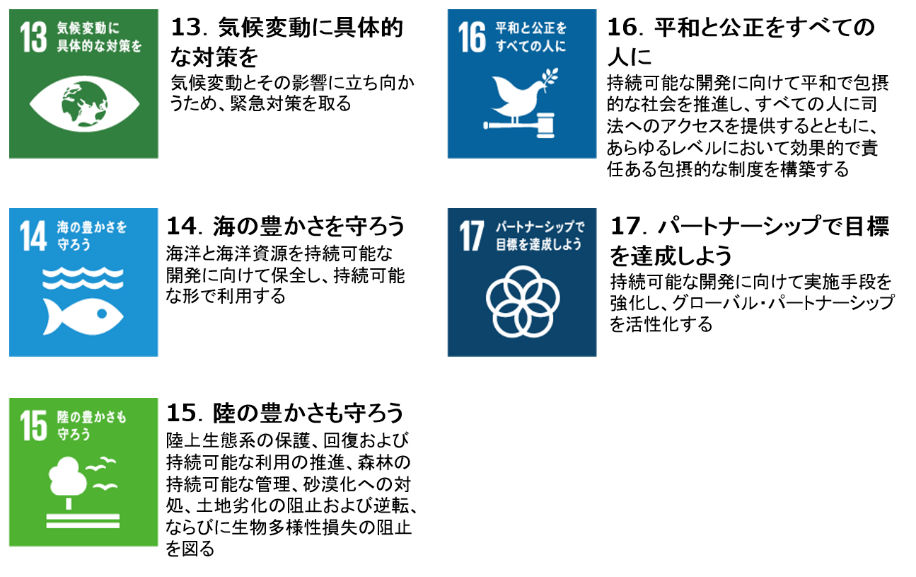 13 気候変動に
具体的な対策を
13. 気候変動に具体的
な対策を
気候変動とその影響に立ち向か
うため、緊急対策を取る
14 海の豊かさを
守ろう
14. 海の豊かさを守ろう
海洋と海洋資源を持続可能な
開発に向けて保全し、持続可能
な形で利用する
15 陸の豊かさも
守ろう
15. 陸の豊かさも守ろう
陸上生態系の保護、回復および
持続可能な利用の推進、森林の
持続可能な管理、砂漠化への対
処、土地劣化の阻止および逆転、
ならびに生物多様性損失の阻止
を図る
16 平和と公正を
すべての人に
16. 平和と公正をすべての
人に
持続可能な開発に向けて平和で包摂
的な社会を推進し、すべての人に司
法へのアクセスを提供するとともに、
あらゆるレベルにおいて効果的で責
任ある包摂的な制度を構築する
17 パートナーシップで
目標を達成しよう
17. パートナーシップで目標
を達成しよう
持続可能な開発に向けて実施手段を
強化し、グローバル・パートナーシップ
を活性化する